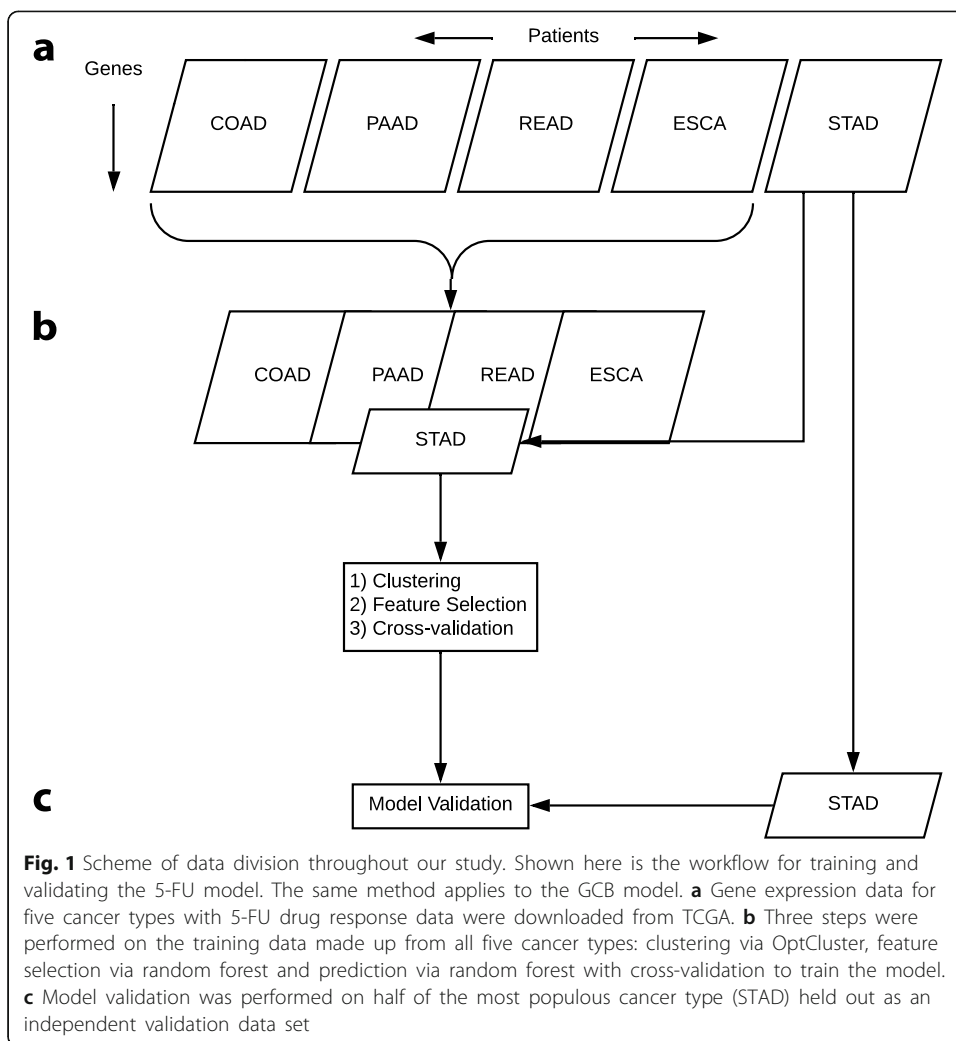 a
Patients
Genes
COAD
PAAD
READ
ESCA
STAD
b
COAD
PAAD
READ
ESCA
STAD
1) Clustering
2) Feature Selection
3) Cross-validation
c
Model Validation
STAD
Fig. 1 Scheme of data division throughout our study. Shown here is the workflow for training and
validating the 5-FU model. The same method applies to the GCB model. a Gene expression data for
five cancer types with 5-FU drug response data were downloaded from TCGA. b Three steps were
performed on the training data made up from all five cancer types: clustering via OptCluster, feature
selection via random forest and prediction via random forest with cross-validation to train the model.
c Model validation was performed on half of the most populous cancer type (STAD) held out as an
independent validation data set